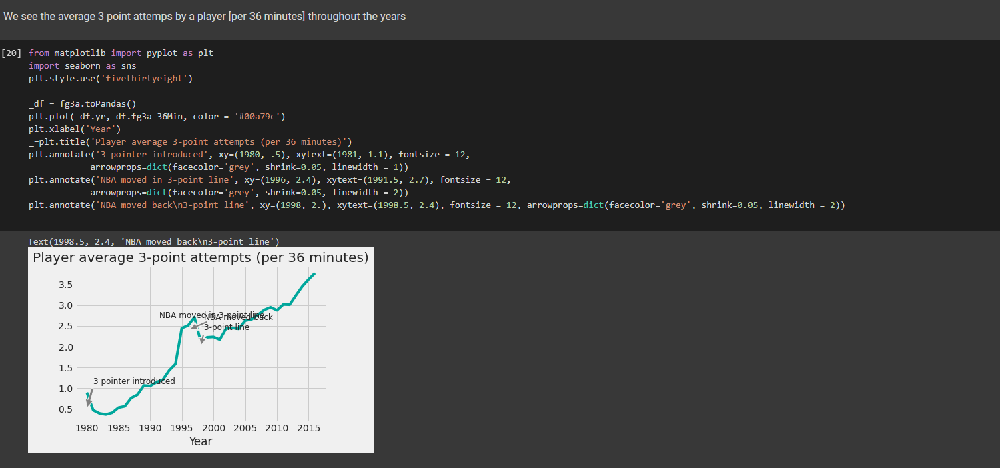 We see the average 3 point attemps by a player [per 36 minutes] throughout the years
[20] from matplotlib import pyplot as plt
import seaborn as sns
plt.style.use('fivethirtyeight')
_df = fg3a.toPandas()
plt.plot(_df.yr,_df.fg3a_36Min, color = '#00a79c')
plt.xlabel('Year')
_=plt.title('Player average 3-point attempts (per 36 minutes)')
plt.annotate('3 pointer introduced', xy=(1980, .5), xytext=(1981, 1.1), fontsize = 12,
arrowprops=dict(facecolor='grey', shrink=0.05, linewidth = 1))
plt.annotate('NBA moved in 3-point line', xy=(1996, 2.4), xytext=(1991.5, 2.7), fontsize = 12,
arrowprops=dict(facecolor='grey', shrink=0.05, linewidth = 2))
plt.annotate('NBA moved back\n3-point line', xy=(1998, 2.), xytext=(1998.5, 2.4), fontsize = 12, arrowprops=dict(facecolor='grey', shrink=0.05, linewidth = 2))
Text(1998.5, 2.4, 'NBA moved back\n3-point line')
Player average 3-point attempts (per 36 minutes)
3.5
3.0
NBA moved in 3-point line
NBA moved back
3-point line
2.5
2.0
1.5
3 pointer introduced
1.0
0.5
1980 1985 1990 1995 2000 2005 2010 2015
Year